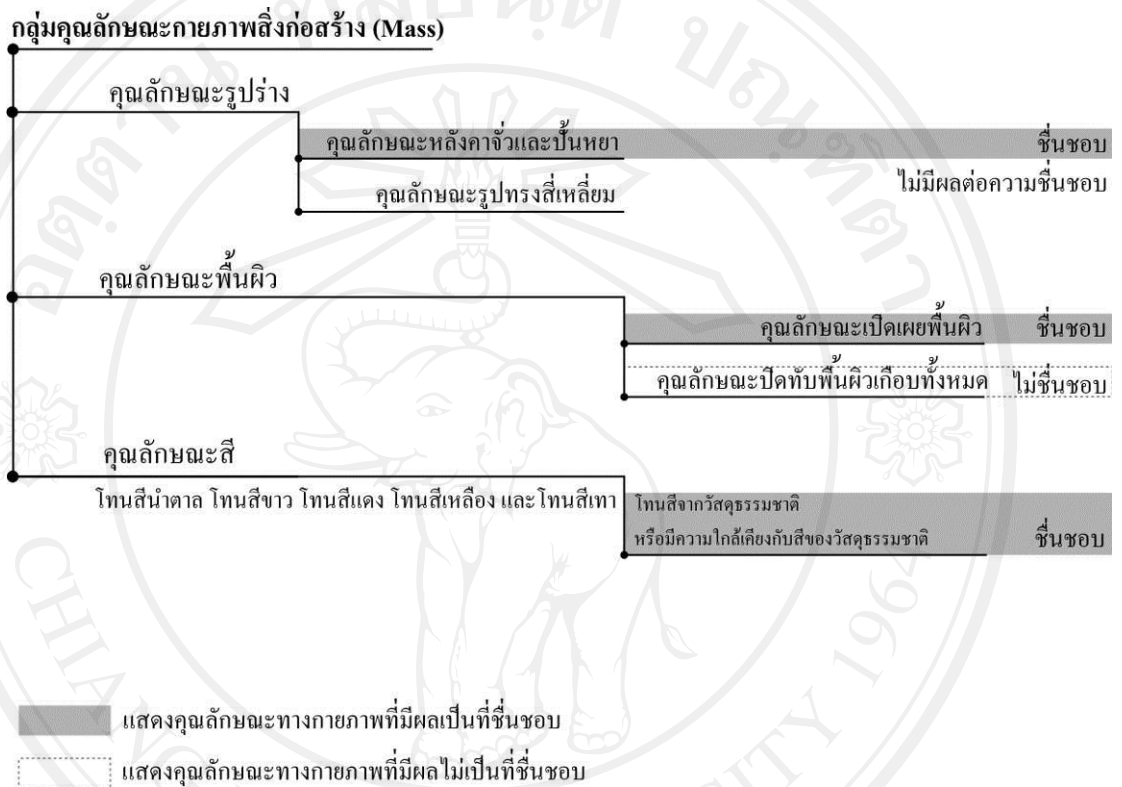 กลุ่มคุณลักษณะกายภาพสิ่งก่อสร้าง (Mass)
คุณลักษณะรูปร่าง
คุณลักษณะหลังคาจั่วและปั้นหยา ชื่นชอบ
คุณลักษณะรูปทรงสี่เหลี่ยม ไม่มีผลต่อความชื่นชอบ
คุณลักษณะพื้นผิว
คุณลักษณะเปิดเผยพื้นผิว ชื่นชอบ
คุณลักษณะปิดทับพื้นผิวเกือบทั้งหมด ไม่ชื่นชอบ
คุณลักษณะสี
โทนสีน้ำตาล โทนสีขาว โทนสีแดง โทนสีเหลือง และโทนสีเทา
โทนสีจากวัสดุธรรมชาติ
หรือมีความใกล้เคียงกับสีของวัสดุธรรมชาติ ชื่นชอบ
แสดงคุณลักษณะทางกายภาพที่มีผลเป็นที่ชื่นชอบ
แสดงคุณลักษณะทางกายภาพที่มีผลไม่เป็นที่ชื่นชอบ